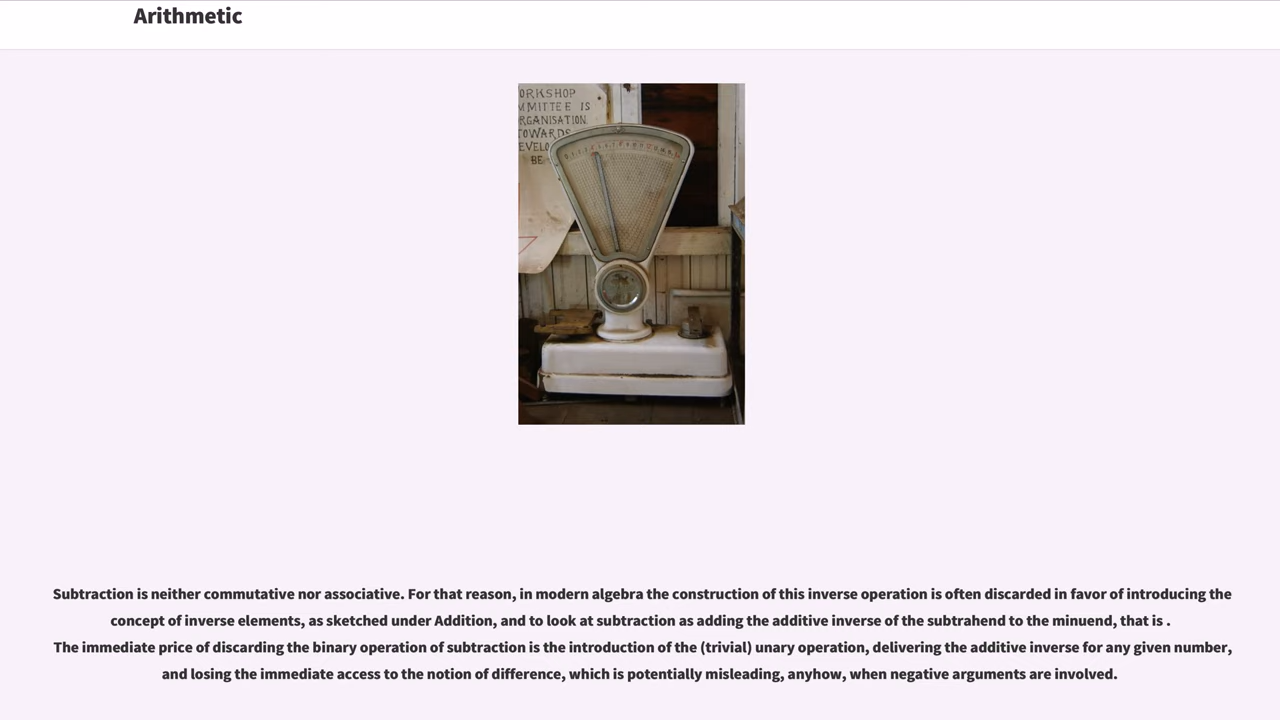 Arithmetic
ORKSHOP
MMITTEE IS
RGANISATION
TOWARDS
EVELO
BE
Subtraction is neither commutative nor associative. For that reason, in modern algebra the construction of this inverse operation is often discarded in favor of introducing the
concept of inverse elements, as sketched under Addition, and to look at subtraction as adding the additive inverse of the subtrahend to the minuend, that is .
The immediate price of discarding the binary operation of subtraction is the introduction of the (trivial) unary operation, delivering the additive inverse for any given number,
and losing the immediate access to the notion of difference, which is potentially misleading, anyhow, when negative arguments are involved.